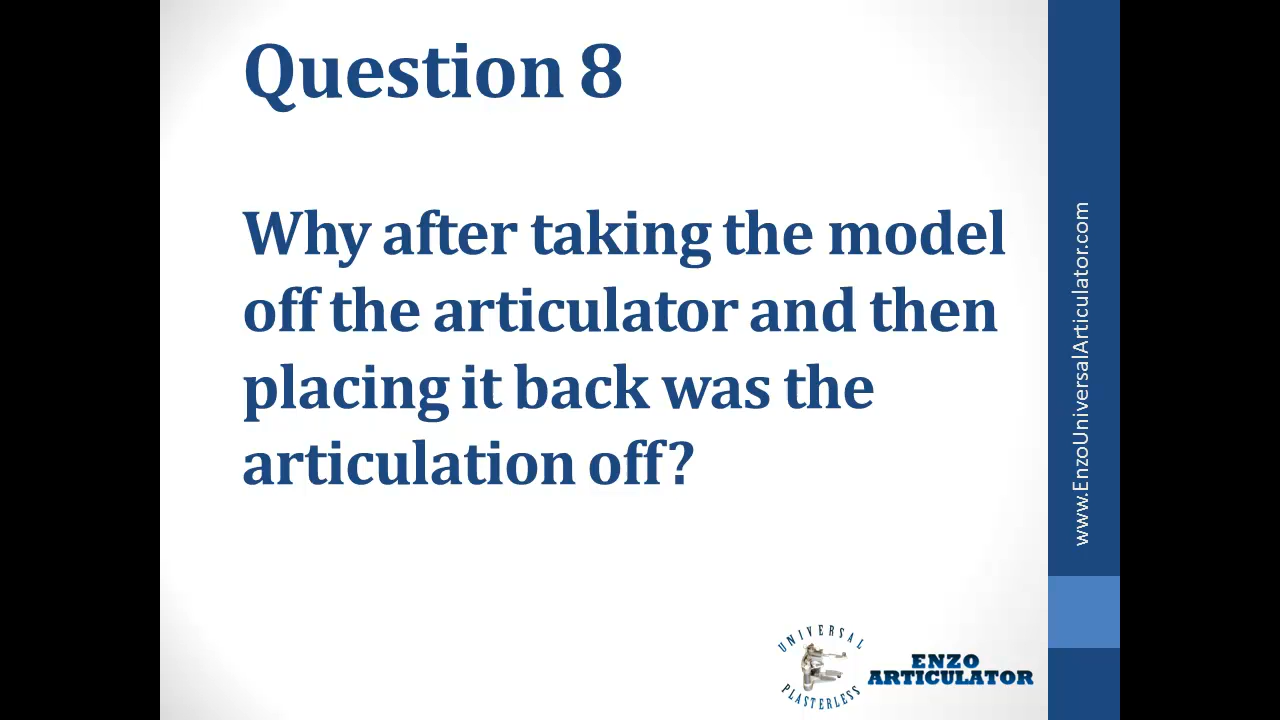 Question 8
Why after taking the model
off the articulator and then
placing it back was the
articulation off?
www.EnzoUniversalArticulator.com
UNIVERSAL
PLASTERLESS
ENZO
ARTICULATOR